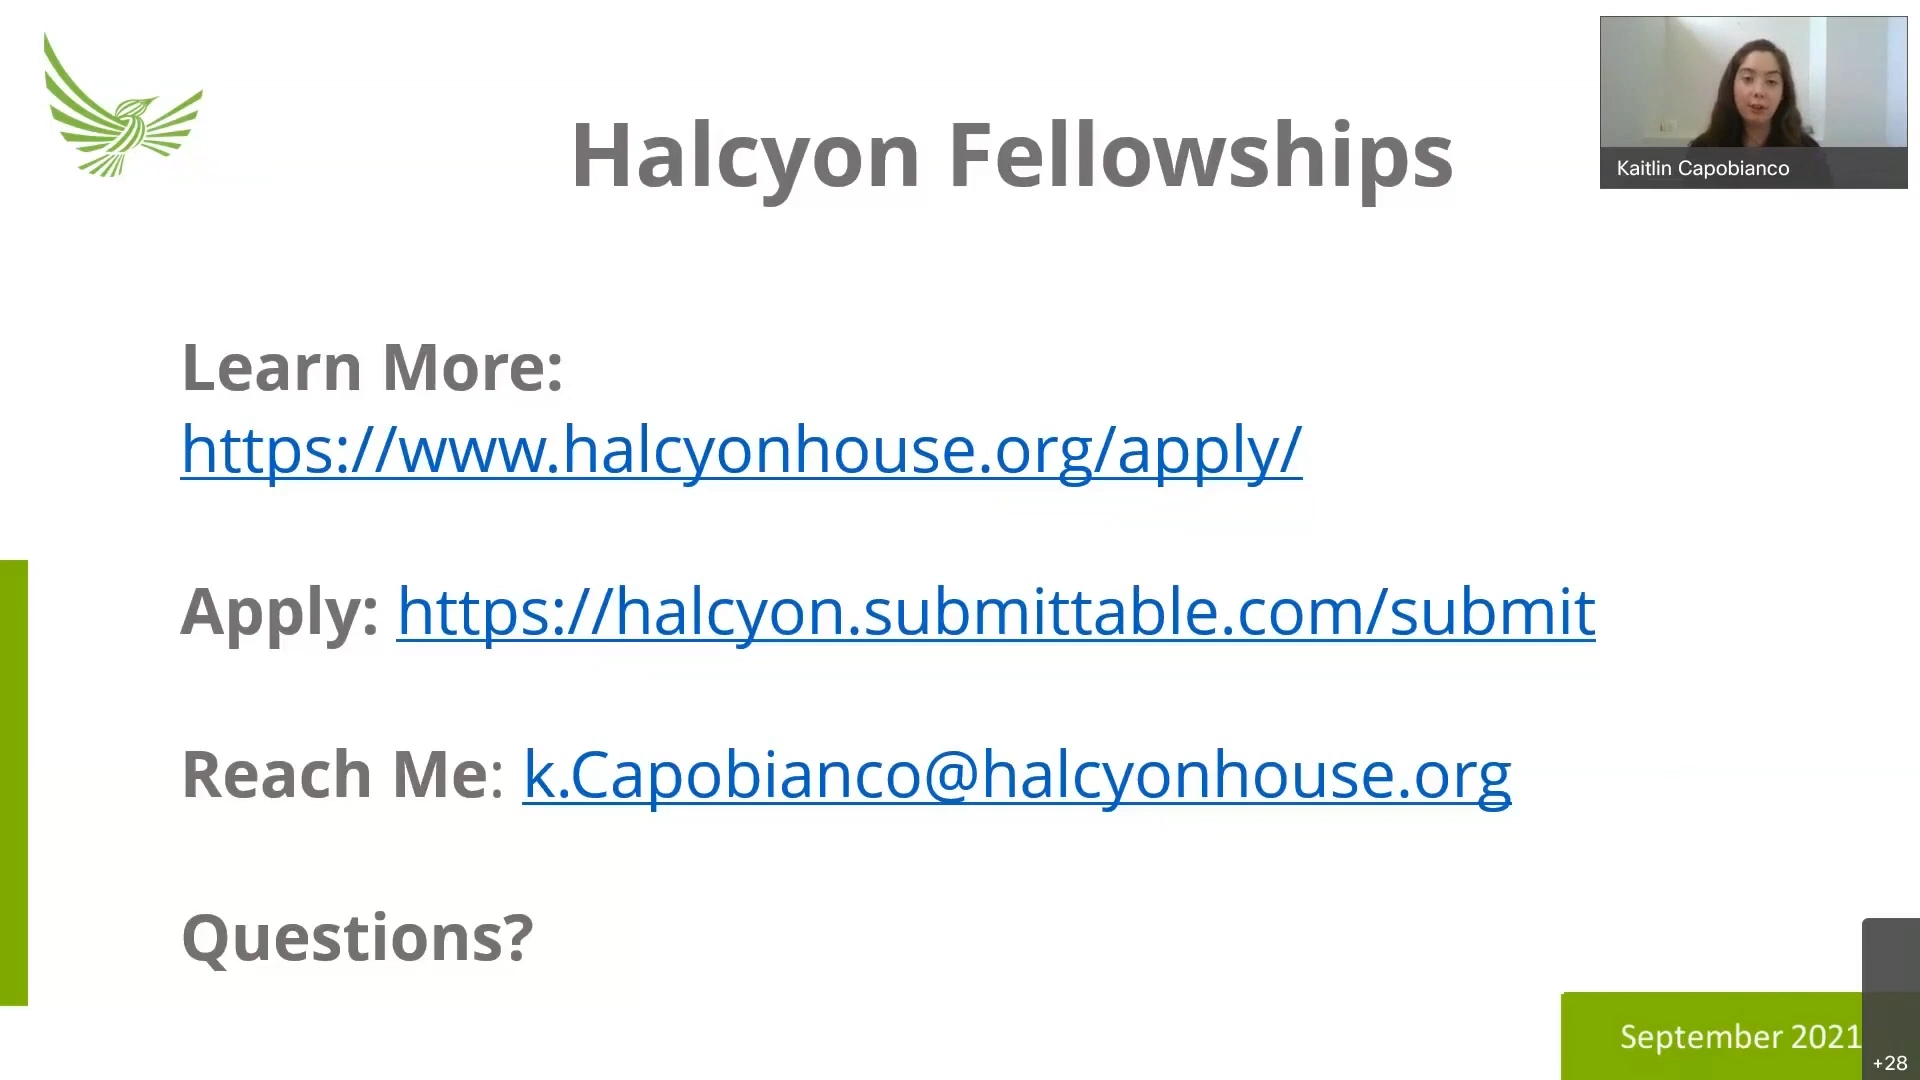 Halcyon Fellowships
Kaitlin Capobianco
Learn More:
https://www.halcyonhouse.org/apply/
Apply: https://halcyon.submittable.com/submit
Reach Me: k.Capobianco@halcyonhouse.org
Questions?
September 2021
+28